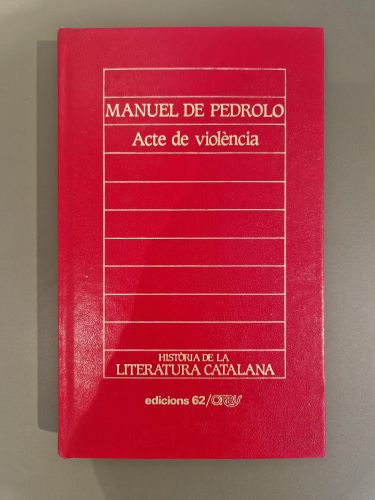 MANUEL DE PEDROLO
Acte de violència
HISTÒRIA DE LA
LITERATURA CATALANA
edicions 62/Orbis